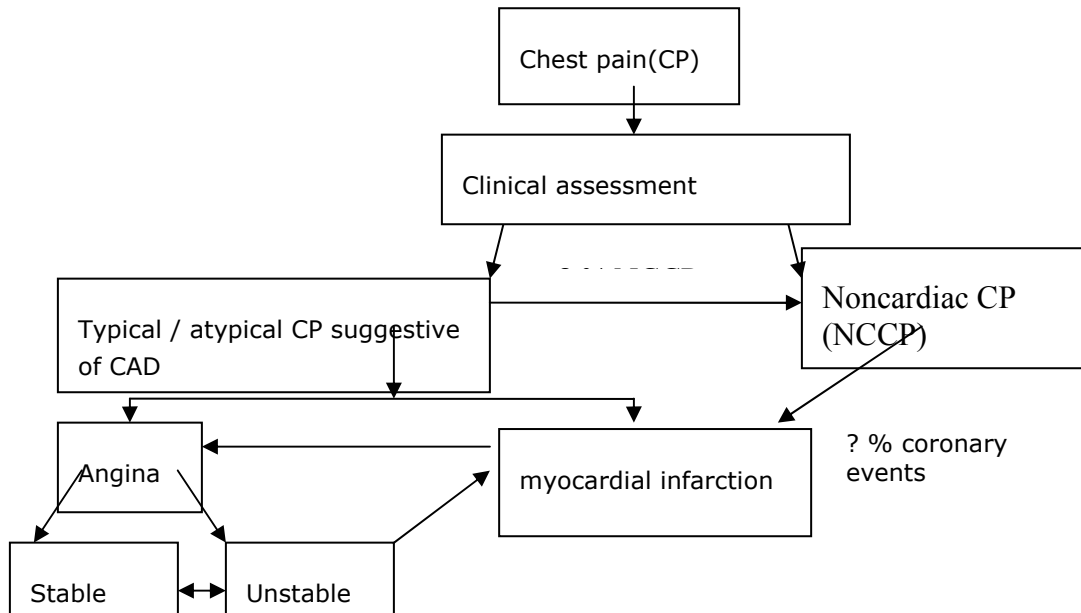 Chest pain(CP)
Clinical assessment
Noncardiac CP
(NCCP)
Typical / atypical CP suggestive
of CAD
? % coronary
events
Angina
myocardial infarction
Stable
Unstable